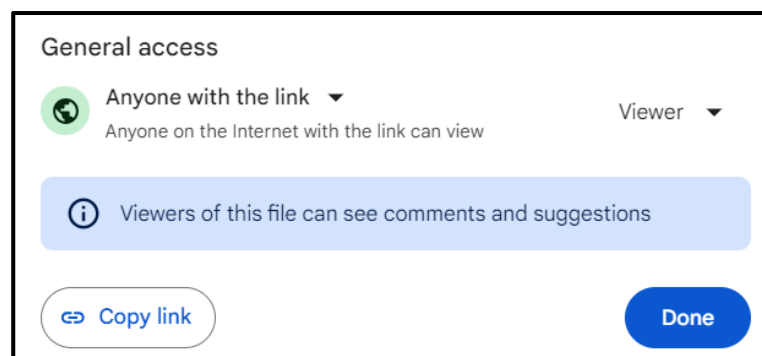 General access
Anyone with the link
Anyone on the Internet with the link can view
Viewer
Viewers of this file can see comments and suggestions
Copy link
Done